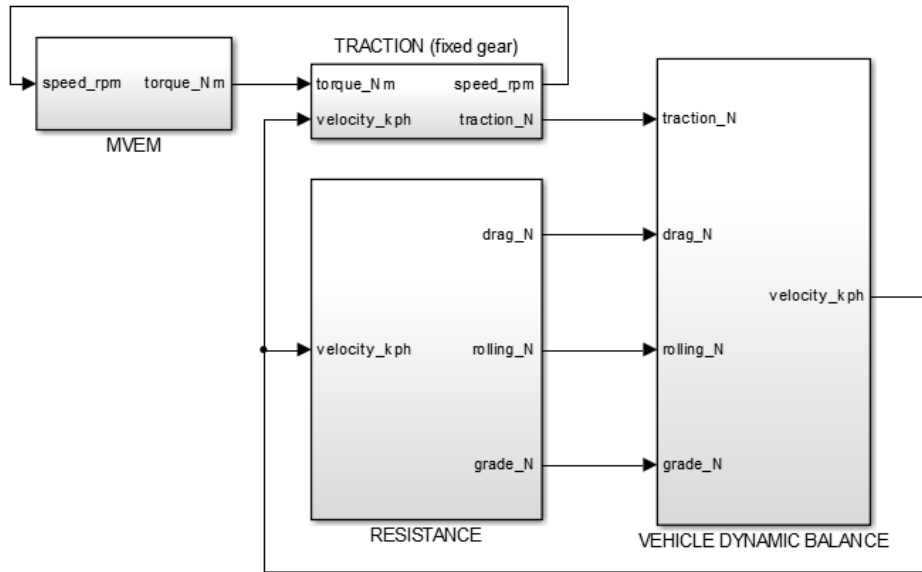 TRACTION (fixed gear)
speed_rpm torque_Nm
MVEM
torque_Nm speed_rpm
velocity_kph traction_N
traction_N
drag_N
drag_N
velocity_kph
velocity_kph rolling_N
rolling_N
grade_N
grade_N
RESISTANCE
VEHICLE DYNAMIC BALANCE